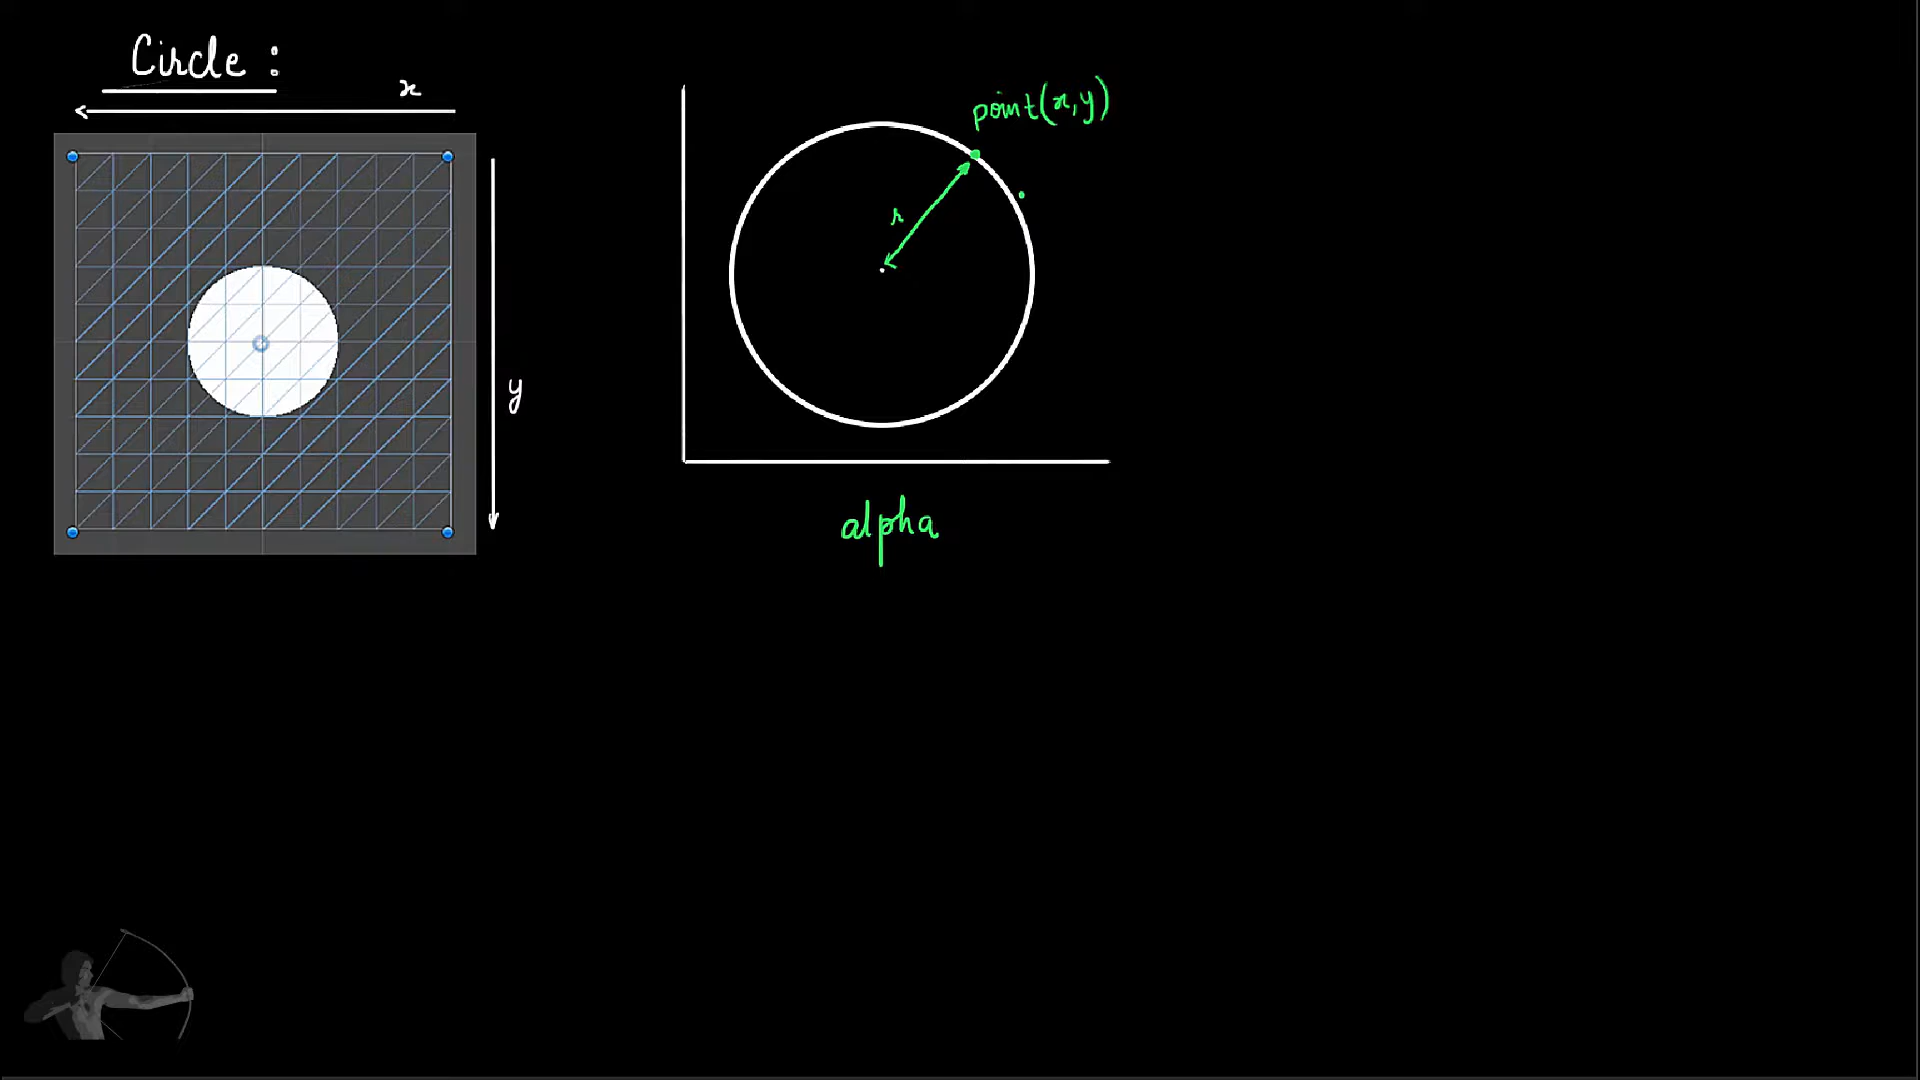 Circle :
x
y
point(x,y)
r
alpha